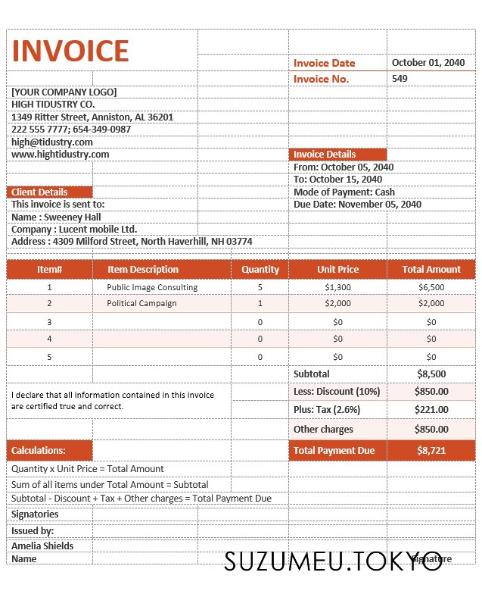 INVOICE
Invoice Date October 01, 2040
Invoice No. 549
[YOUR COMPANY LOGO]
HIGH TIDUSTRY CO.
1349 Ritter Street, Anniston, AL 36201
222 555 7777; 654-349-0987
high@tidustry.com
www.hightidustry.com
Invoice Details
From: October 05, 2040
To: October 15, 2040
Mode of Payment: Cash
Due Date: November 05, 2040
Client Details
This invoice is sent to:
Name : Sweeney Hall
Company : Lucent mobile Ltd.
Address : 4309 Milford Street, North Haverhill, NH 03774
Item# Item Description Quantity Unit Price Total Amount
1 Public Image Consulting 5 $1,300 $6,500
2 Political Campaign 1 $2,000 $2,000
3 0 $0 $0
4 0 $0 $0
5 0 $0 $0
Subtotal $8,500
I declare that all information contained in this invoice
are certified true and correct.
Less: Discount (10%) $850.00
Plus: Tax (2.6%) $221.00
Other charges $850.00
Calculations: Total Payment Due $8,721
Quantity x Unit Price = Total Amount
Sum of all items under Total Amount = Subtotal
Subtotal - Discount + Tax + Other charges = Total Payment Due
Signatories
Issued by:
Amelia Shields
Name Signature
SUZUMEU.TOKYO